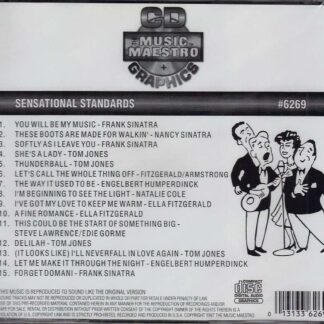 CD
MUSIC
MAESTRO
+
GRAPHICS
SENSATIONAL STANDARDS #6269
1. YOU WILL BE MY MUSIC - FRANK SINATRA
2. THESE BOOTS ARE MADE FOR WALKIN' - NANCY SINATRA
3. SOFTLY AS I LEAVE YOU - FRANK SINATRA
4. SHE'S A LADY - TOM JONES
5. THUNDERBALL - TOM JONES
6. LET'S CALL THE WHOLE THING OFF - FITZGERALD/ARMSTRONG
7. THE WAY IT USED TO BE - ENGELBERT HUMPERDINCK
8. I'M BEGINNING TO SEE THE LIGHT - NATALIE COLE
9. I'VE GOT MY LOVE TO KEEP ME WARM - ELLA FITZGERALD
10. A FINE ROMANCE - ELLA FITZGERALD
11. THIS COULD BE THE START OF SOMETHING BIG -
STEVE LAWRENCE/EDIE GORME
12. DELILAH - TOM JONES
13. (IT LOOKS LIKE) I'LL NEVERFALL IN LOVE AGAIN - TOM JONES
14. LET ME MAKE IT THROUGH THE NIGHT - ENGELBERT HUMPERDINCK
15. FORGET DOMANI - FRANK SINATRA
THIS MUSIC IS REPRODUCED TO SOUND LIKE THE ORIGINAL VERSION
COMPACT
disc
DIGITAL AUDIO
GRAPHICS
0 13133 626